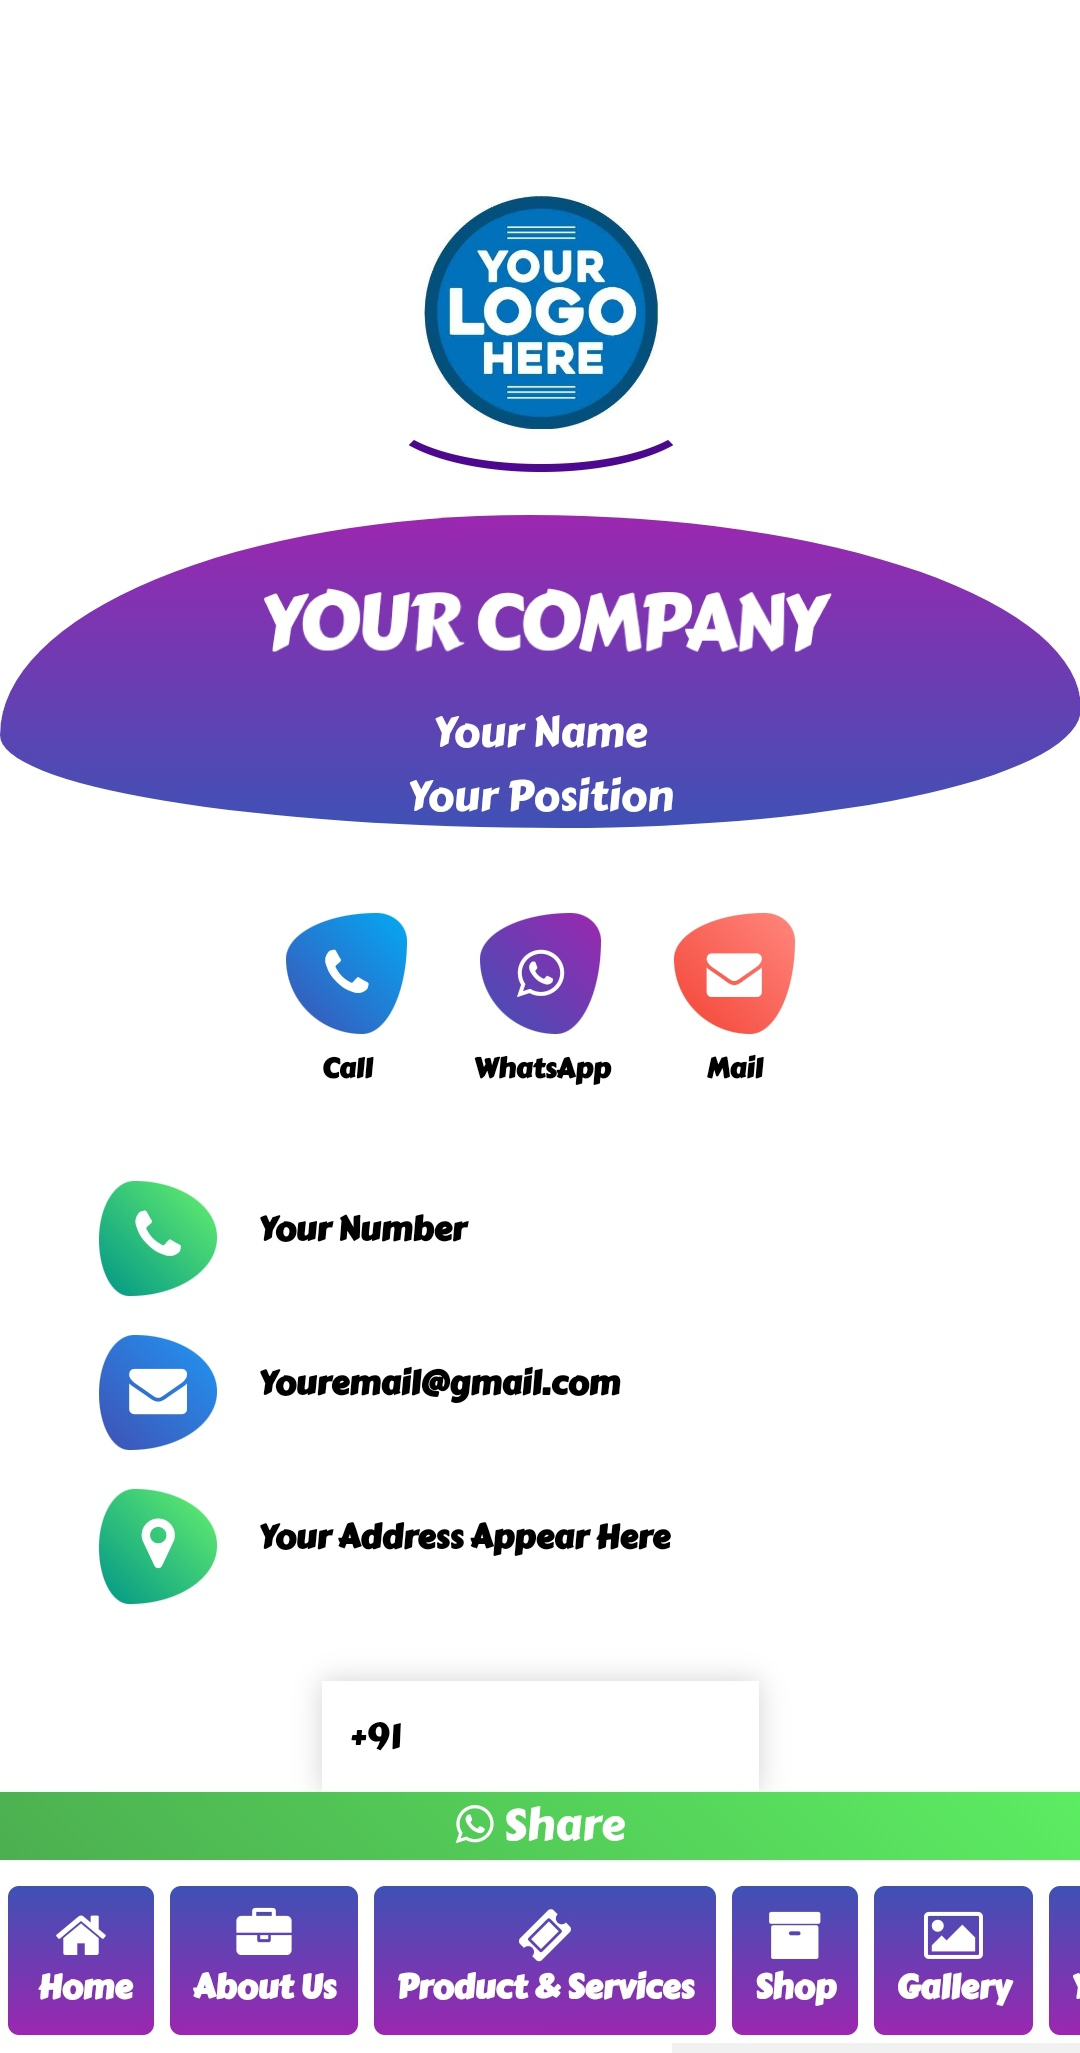 YOUR
LOGO
HERE
YOUR COMPANY
Your Name
Your Position
Call WhatsApp Mail
Your Number
Youremail@gmail.com
Your Address Appear Here
+91
Share
Home About Us Product & Services Shop Gallery